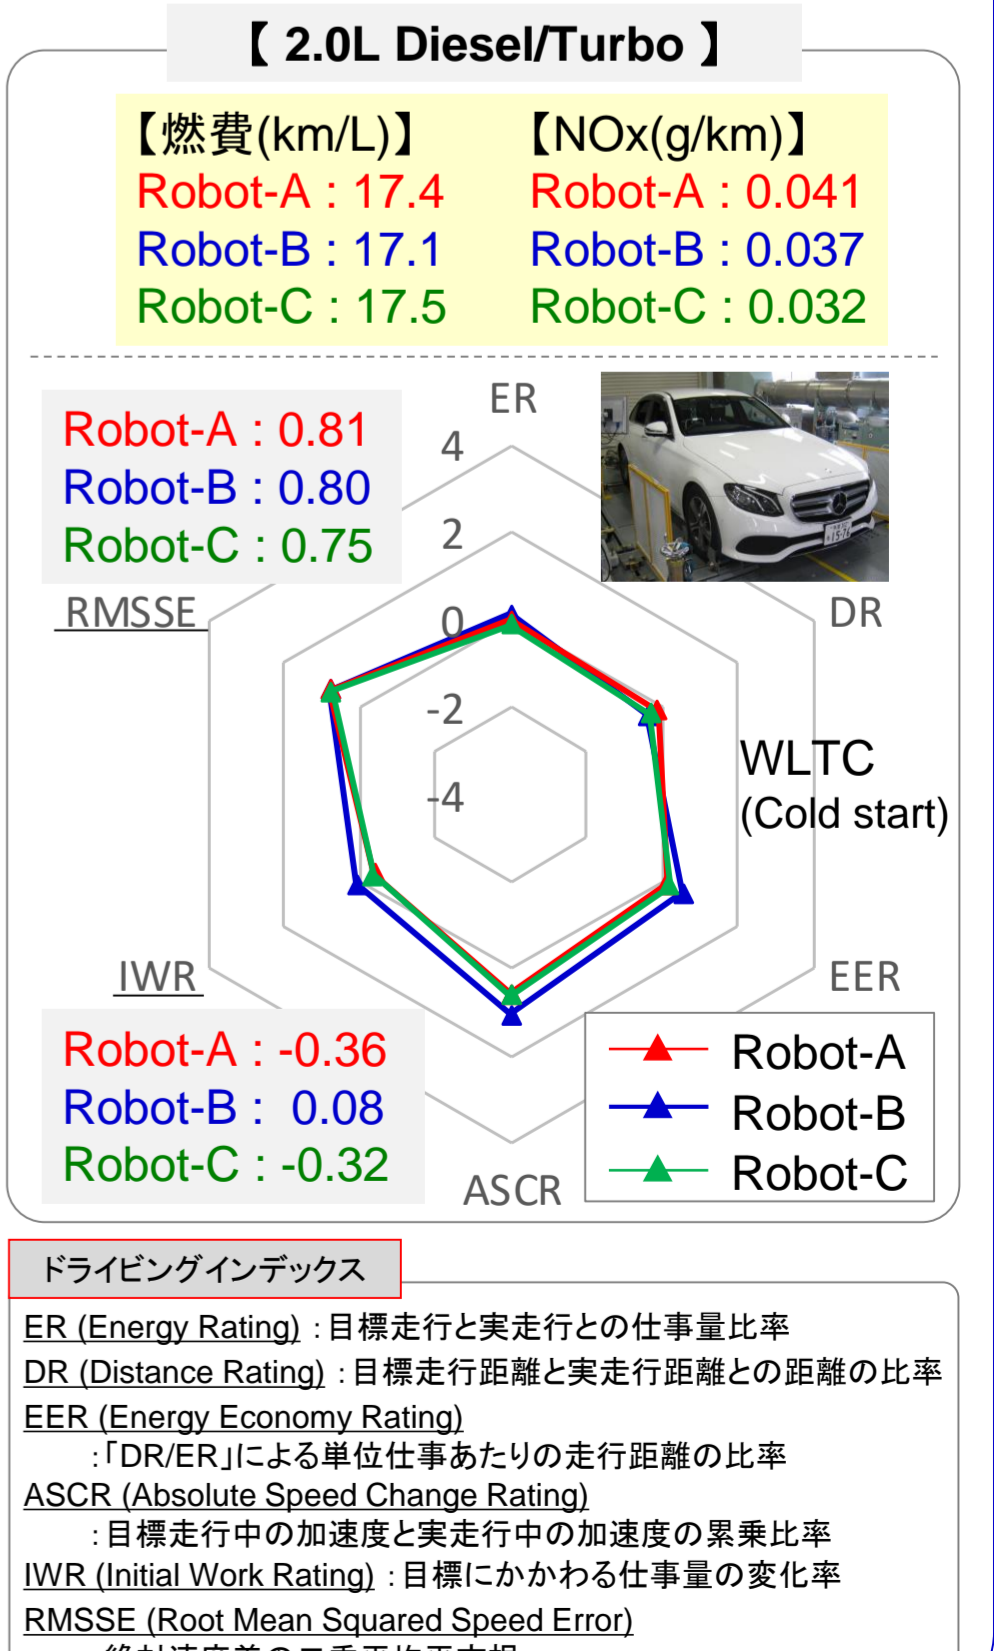 【 2.0L Diesel/Turbo 】
【燃費(km/L)】 【NOx(g/km)】
Robot-A : 17.4 Robot-A : 0.041
Robot-B : 17.1 Robot-B : 0.037
Robot-C : 17.5 Robot-C : 0.032
ER
Robot-A : 0.81
Robot-B : 0.80
Robot-C : 0.75
4
2
0
-2
-4
RMSSE
DR
WLTC
(Cold start)
IWR
EER
Robot-A : -0.36
Robot-B : 0.08
Robot-C : -0.32
ASCR
Robot-A
Robot-B
Robot-C
ドライビングインデックス
ER (Energy Rating) : 目標走行と実走行との仕事量比率
DR (Distance Rating) : 目標走行距離と実走行距離との距離の比率
EER (Energy Economy Rating)
:「DR/ER」による単位仕事あたりの走行距離の比率
ASCR (Absolute Speed Change Rating)
: 目標走行中の加速度と実走行中の加速度の累乗比率
IWR (Initial Work Rating) : 目標にかかわる仕事量の変化率
RMSSE (Root Mean Squared Speed Error)